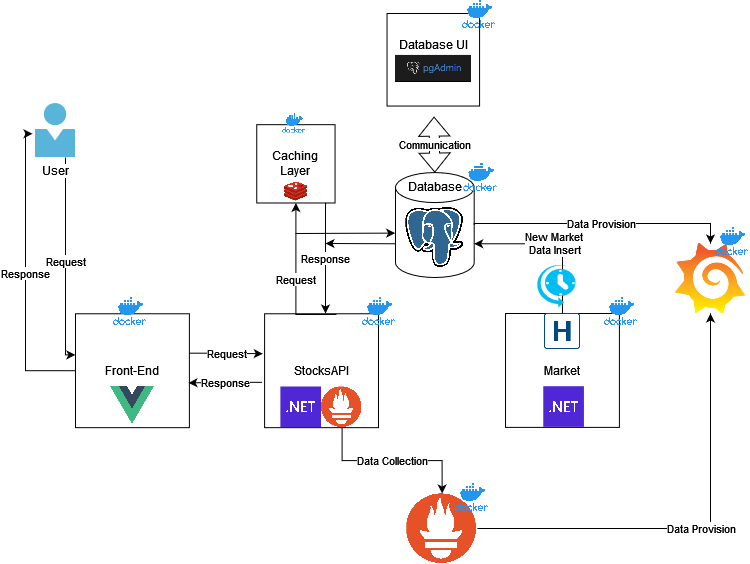 docker
Database UI
pgAdmin
docker
Caching
Layer
Communication
User
docker
Database
Data Provision
New Market
Data Insert
docker
Response
Request
Response
Request
docker
docker
docker
Front-End
Request
StocksAPI
Market
H
Response
.NET
.NET
Data Collection
docker
Data Provision